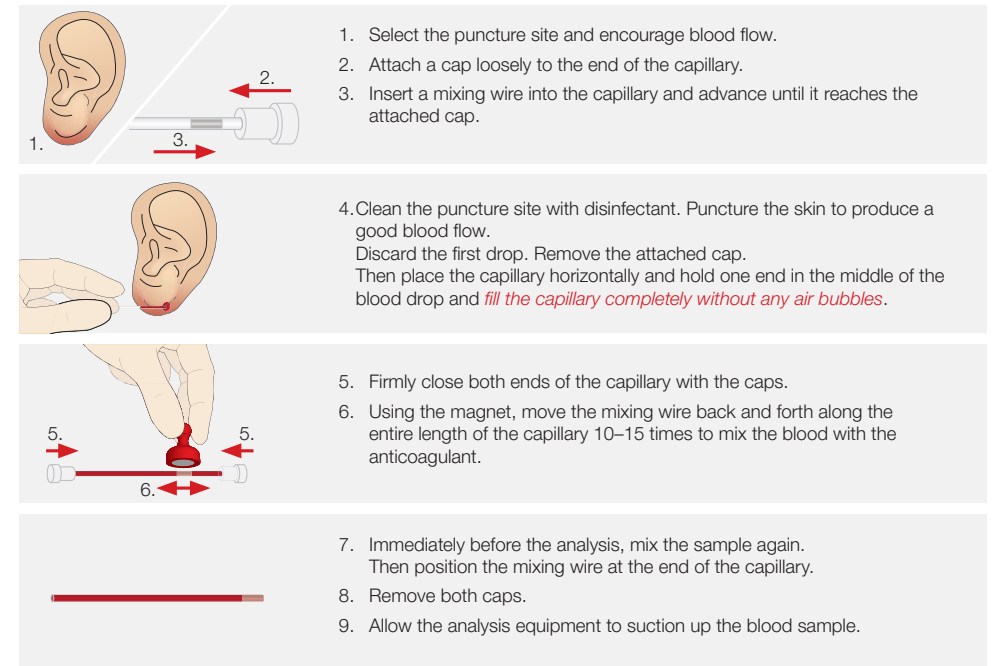 1. Select the puncture site and encourage blood flow.
2. Attach a cap loosely to the end of the capillary.
3. Insert a mixing wire into the capillary and advance until it reaches the
attached cap.
2.
1.
3.
4.Clean the puncture site with disinfectant. Puncture the skin to produce a
good blood flow.
Discard the first drop. Remove the attached cap.
Then place the capillary horizontally and hold one end in the middle of the
blood drop and fill the capillary completely without any air bubbles.
5. Firmly close both ends of the capillary with the caps.
6. Using the magnet, move the mixing wire back and forth along the
entire length of the capillary 10–15 times to mix the blood with the
anticoagulant.
5.
5.
6.
7. Immediately before the analysis, mix the sample again.
Then position the mixing wire at the end of the capillary.
8. Remove both caps.
9. Allow the analysis equipment to suction up the blood sample.